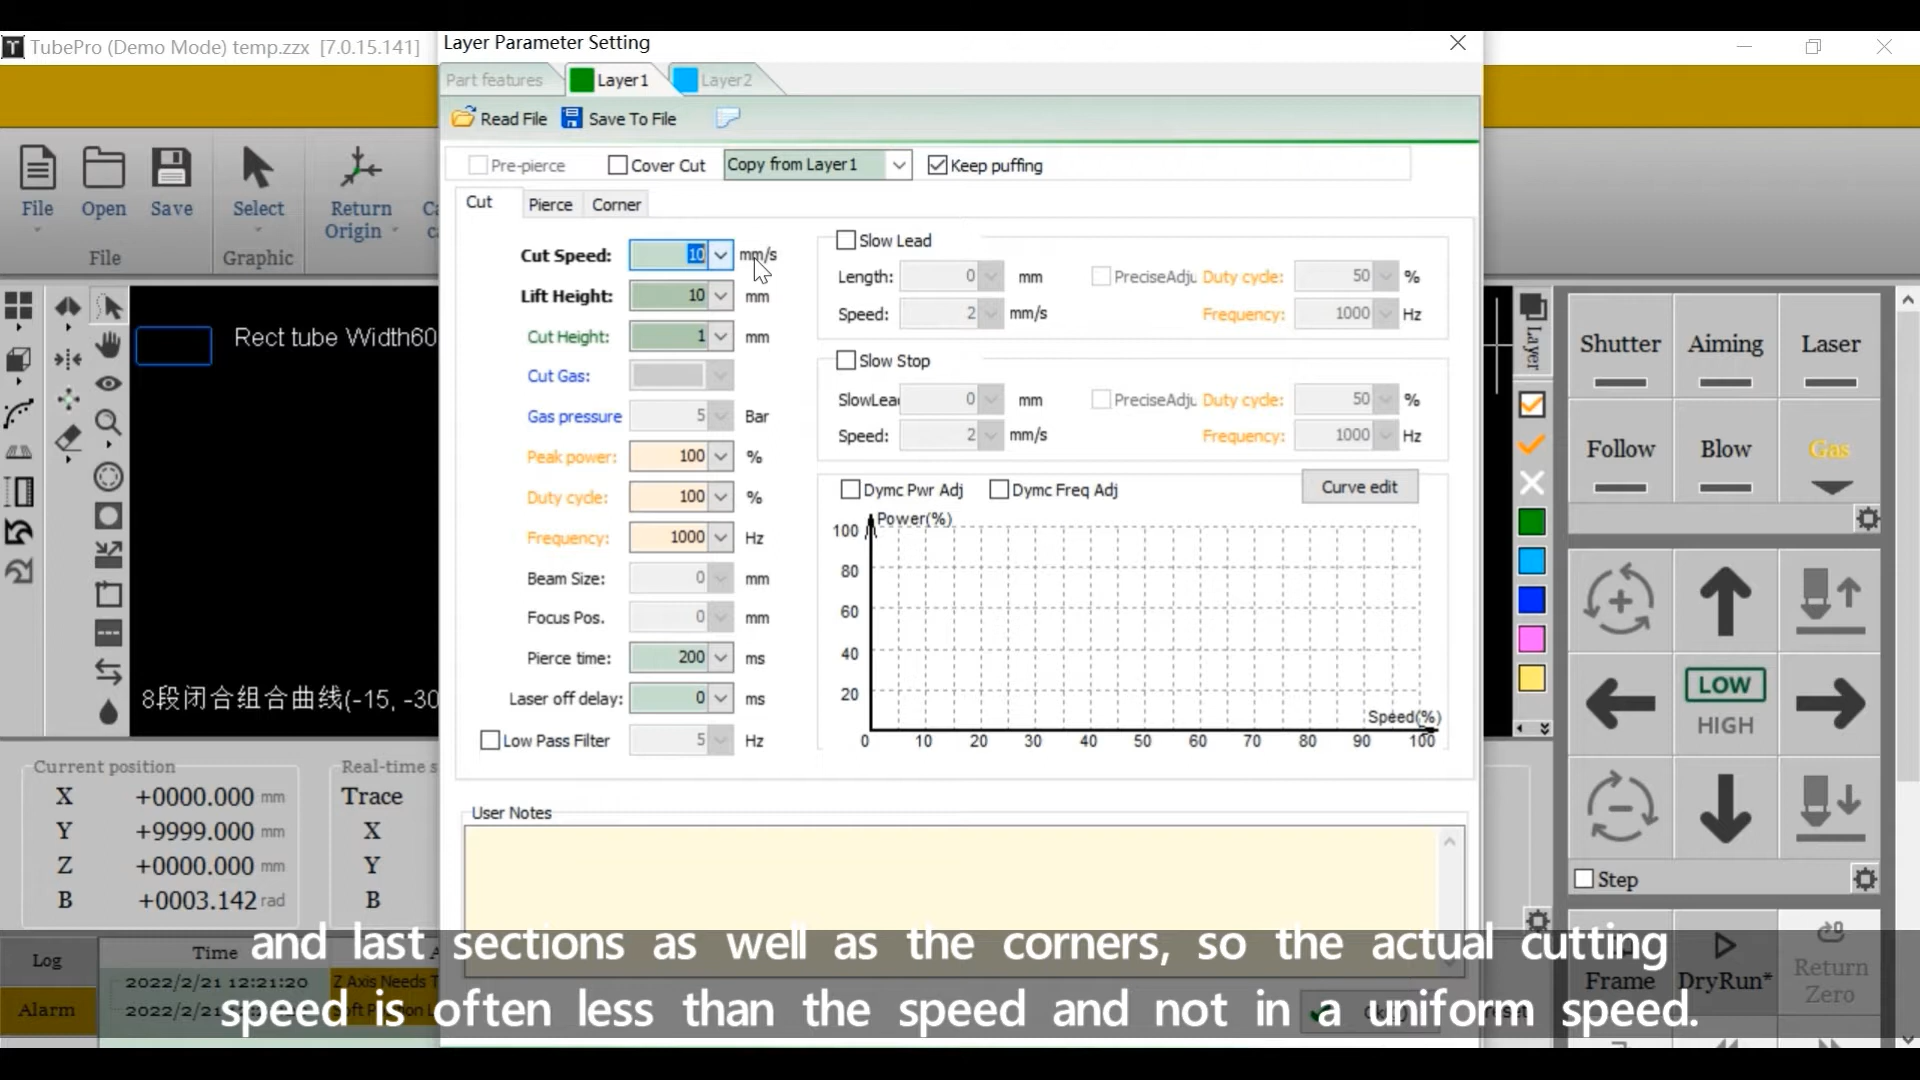 TubePro (Demo Mode) temp.zzx [7.0.15.141]
Layer Parameter Setting
Part features
Layer1
Layer2
Read File
Save To File
Pre-pierce
Cover Cut
Copy from Layer1
Keep puffing
File
Open
Save
Select
Return
Origin
File
Graphic
Cut
Pierce
Corner
Cut Speed: 10 mm/s
Lift Height: 10 mm
Cut Height: 1 mm
Cut Gas:
Gas pressure 5 Bar
Peak power: 100 %
Duty cycle: 100 %
Frequency: 1000 Hz
Beam Size: 0 mm
Focus Pos. 0 mm
Pierce time: 200 ms
Laser off delay: 0 ms
Low Pass Filter 5 Hz
Slow Lead
Length: 0 mm PreciseAdju Duty cycle: 50 %
Speed: 2 mm/s Frequency: 1000 Hz
Slow Stop
SlowLea 0 mm PreciseAdju Duty cycle: 50 %
Speed: 2 mm/s Frequency: 1000 Hz
Dymc Pwr Adj
Dymc Freq Adj
Curve edit
Power(%)
100
80
60
40
20
Speed(%)
0 10 20 30 40 50 60 70 80 90 100
User Notes
Rect tube Width60
8段闭合组合曲线(-15, -30
Layer
Shutter
Aiming
Laser
Follow
Blow
Gas
LOW
HIGH
Step
Frame
DryRun*
Return
Zero
Current position
X +0000.000 mm
Y +9999.000 mm
Z +0000.000 mm
B +0003.142 rad
Real-time s
Trace
X
Y
B
Log
Alarm
Time
2022/2/21 12:21:20 Z Axis Needs T
and last sections as well as the corners, so the actual cutting
speed is often less than the speed and not in a uniform speed.